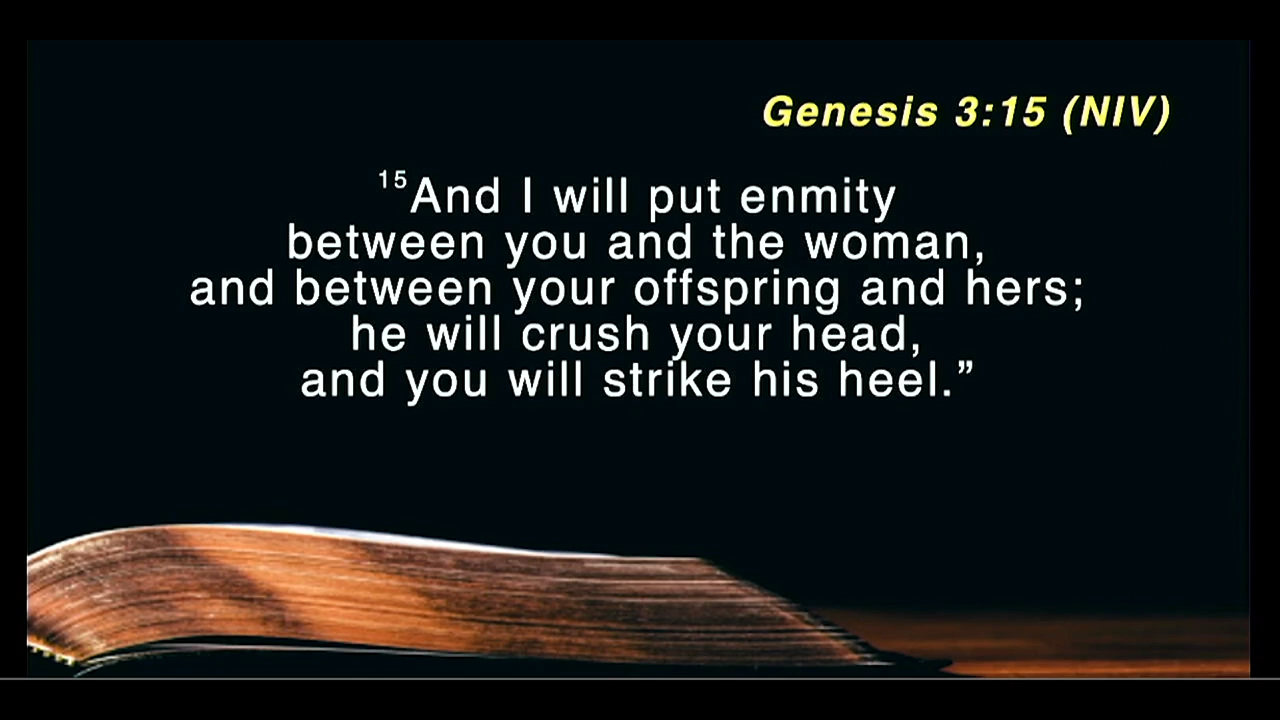 Genesis 3:15 (NIV)
¹⁵And I will put enmity
between you and the woman,
and between your offspring and hers;
he will crush your head,
and you will strike his heel.”